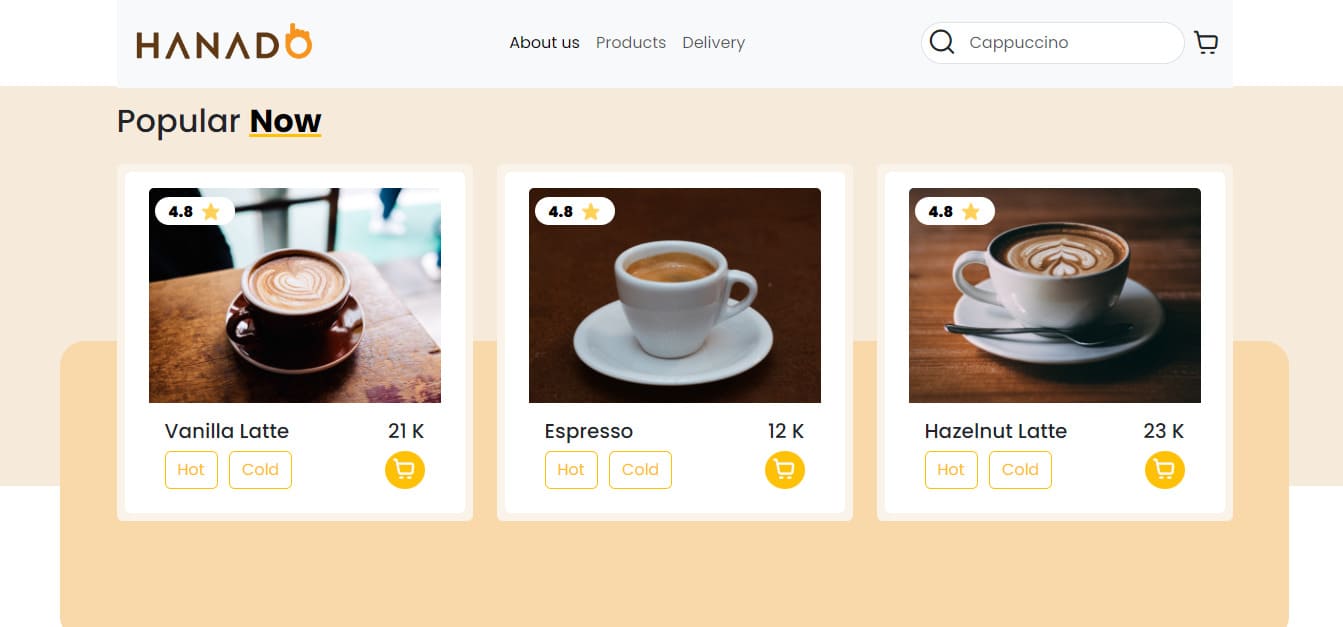 HANADO
About us Products Delivery
Cappuccino
Popular Now
4.8
4.8
4.8
Vanilla Latte 21 K
Hot Cold
Espresso 12 K
Hot Cold
Hazelnut Latte 23 K
Hot Cold